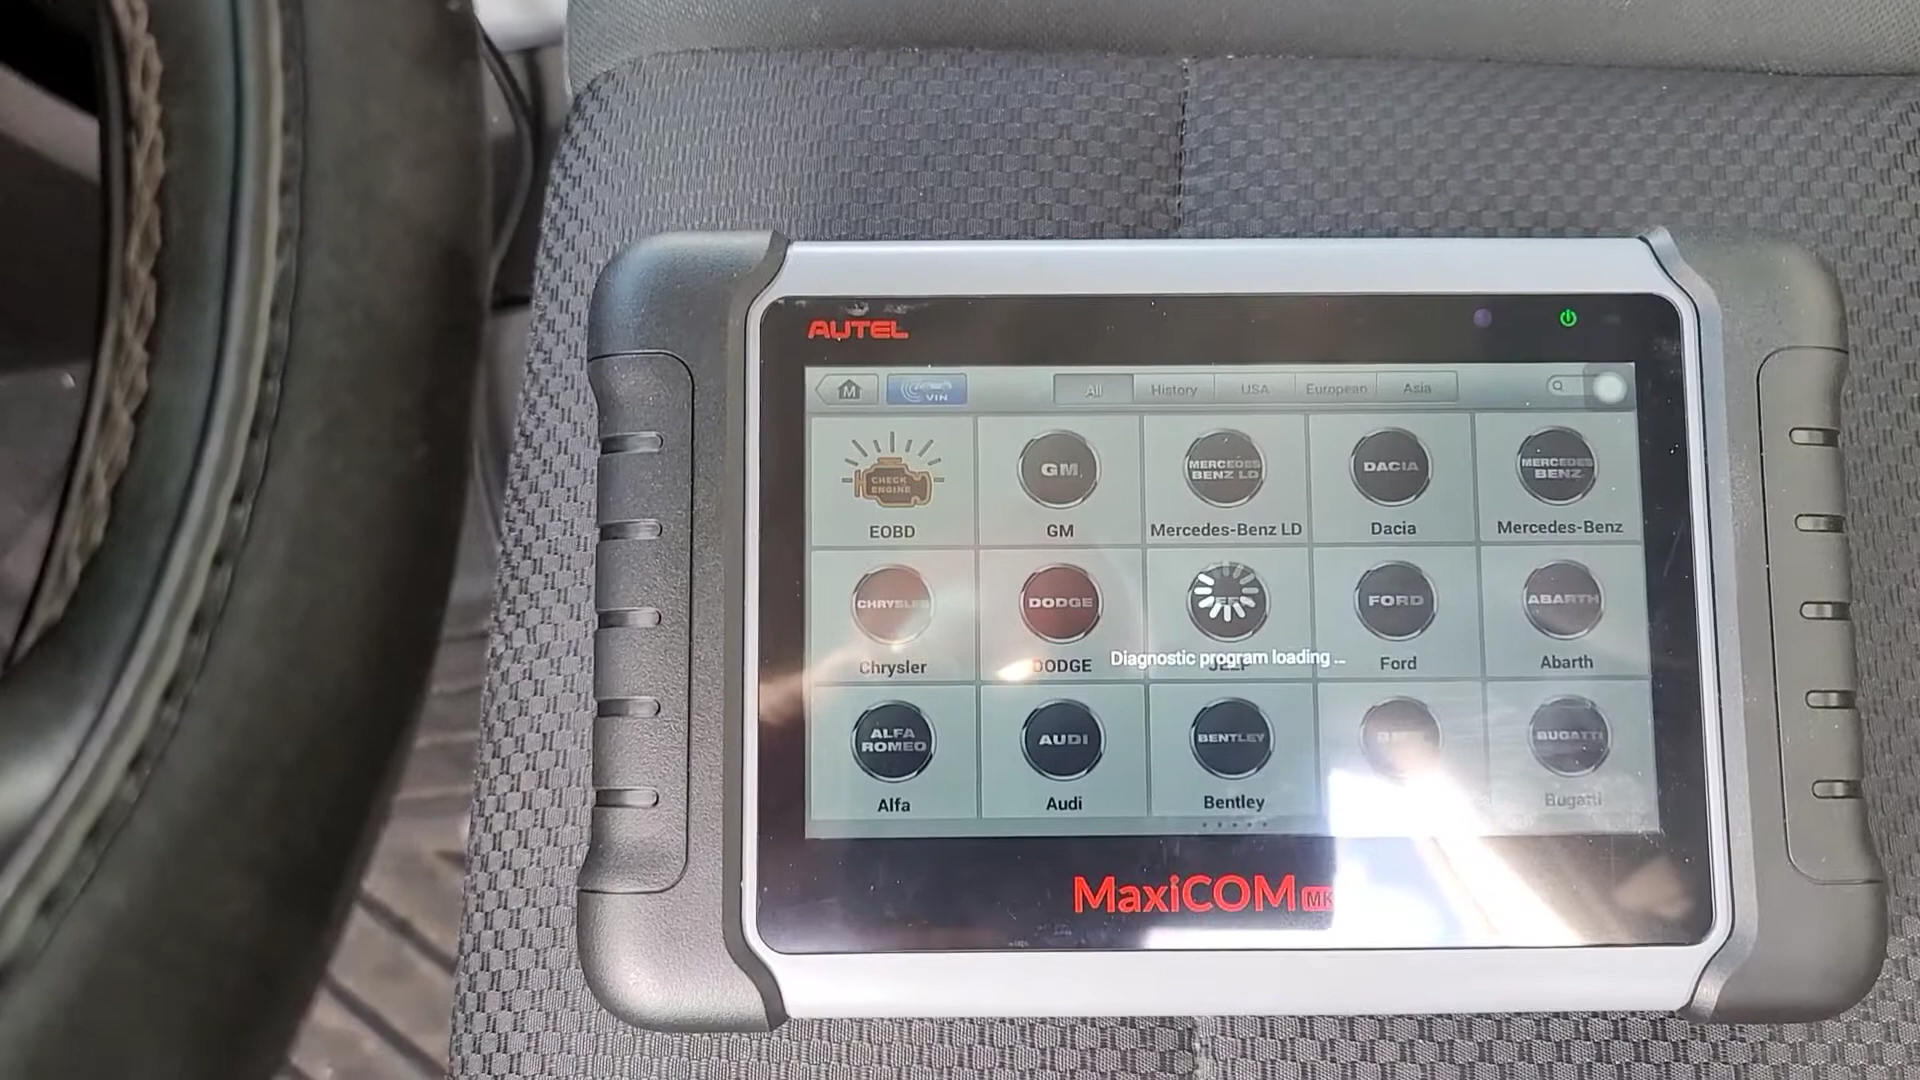 AUTEL
M
VIN
All History USA European Asia
CHECK
ENGINE
GM
MERCEDES
BENZ LD
DACIA
MERCEDES
BENZ
EOBD
GM
Mercedes-Benz LD
Dacia
Mercedes-Benz
CHRYSLER
DODGE
FORD
ABARTH
Chrysler
DODGE
Diagnostic program loading ...
Ford
Abarth
ALFA
ROMEO
AUDI
BENTLEY
BUGATTI
Alfa
Audi
Bentley
Bugatti
MaxiCOM MK